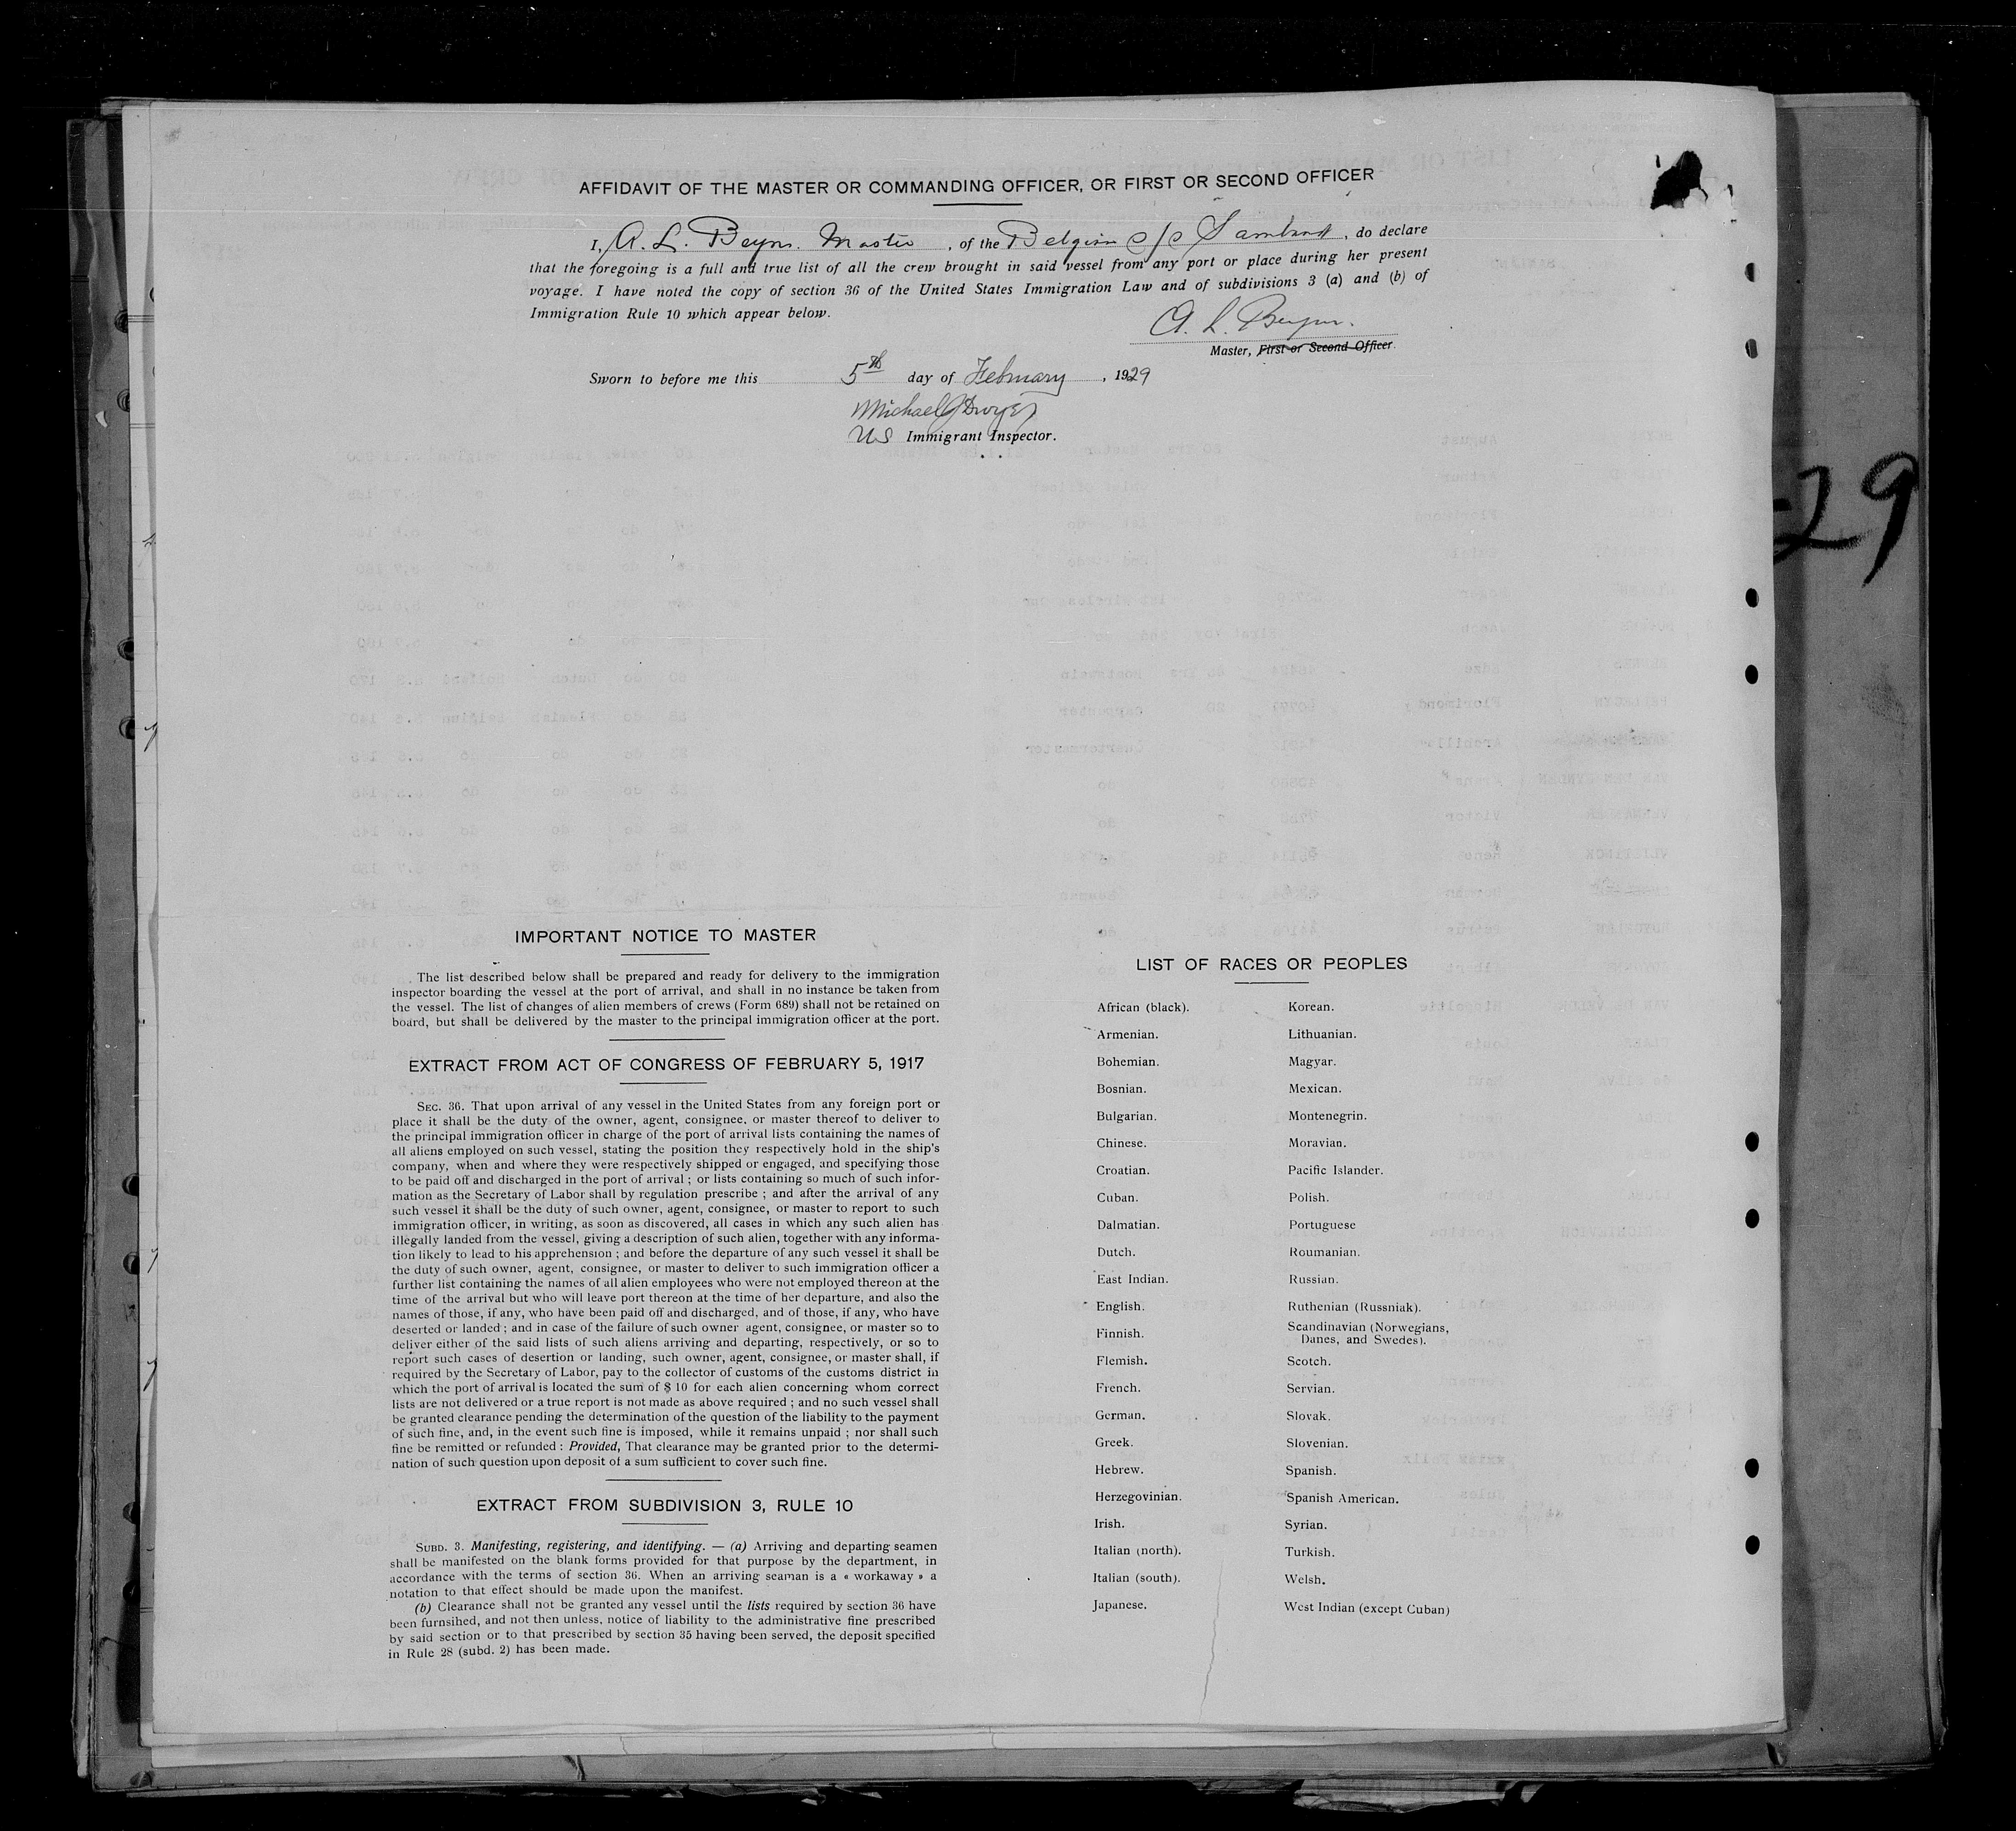 AFFIDAVIT OF THE MASTER OR COMMANDING OFFICER, OR FIRST OR SECOND OFFICER
I, A. L. Beyns. Master, of the Belgian s/s Sambre, do declare
that the foregoing is a full and true list of all the crew brought in said vessel from any port or place during her present
voyage. I have noted the copy of section 36 of the United States Immigration Law and of subdivisions 3 (a) and (b) of
Immigration Rule 10 which appear below.
A. L. Beyns.
Master, First or Second Officer.
Sworn to before me this 5th day of February, 1929
Michael J Dwyer
US Immigrant Inspector.
-29
IMPORTANT NOTICE TO MASTER
The list described below shall be prepared and ready for delivery to the immigration
inspector boarding the vessel at the port of arrival, and shall in no instance be taken from
the vessel. The list of changes of alien members of crews (Form 689) shall not be retained on
board, but shall be delivered by the master to the principal immigration officer at the port.
EXTRACT FROM ACT OF CONGRESS OF FEBRUARY 5, 1917
SEC. 36. That upon arrival of any vessel in the United States from any foreign port or
place it shall be the duty of the owner, agent, consignee, or master thereof to deliver to
the principal immigration officer in charge of the port of arrival lists containing the names of
all aliens employed on such vessel, stating the position they respectively hold in the ship's
company, when and where they were respectively shipped or engaged, and specifying those
to be paid off and discharged in the port of arrival ; or lists containing so much of such infor-
mation as the Secretary of Labor shall by regulation prescribe ; and after the arrival of any
such vessel it shall be the duty of such owner, agent, consignee, or master to report to such
immigration officer, in writing, as soon as discovered, all cases in which any such alien has
illegally landed from the vessel, giving a description of such alien, together with any informa-
tion likely to lead to his apprehension ; and before the departure of any such vessel it shall be
the duty of such owner, agent, consignee, or master to deliver to such immigration officer a
further list containing the names of all alien employees who were not employed thereon at the
time of the arrival but who will leave port thereon at the time of her departure, and also the
names of those, if any, who have been paid off and discharged, and of those, if any, who have
deserted or landed ; and in case of the failure of such owner agent, consignee, or master so to
deliver either of the said lists of such aliens arriving and departing, respectively, or so to
report such cases of desertion or landing, such owner, agent, consignee, or master shall, if
required by the Secretary of Labor, pay to the collector of customs of the customs district in
which the port of arrival is located the sum of $ 10 for each alien concerning whom correct
lists are not delivered or a true report is not made as above required ; and no such vessel shall
be granted clearance pending the determination of the question of the liability to the payment
of such fine, and, in the event such fine is imposed, while it remains unpaid ; nor shall such
fine be remitted or refunded : Provided, That clearance may be granted prior to the determi-
nation of such question upon deposit of a sum sufficient to cover such fine.
EXTRACT FROM SUBDIVISION 3, RULE 10
SUBD. 3. Manifesting, registering, and identifying. — (a) Arriving and departing seamen
shall be manifested on the blank forms provided for that purpose by the department, in
accordance with the terms of section 36. When an arriving seaman is a « workaway » a
notation to that effect should be made upon the manifest.
(b) Clearance shall not be granted any vessel until the lists required by section 36 have
been furnsihed, and not then unless, notice of liability to the administrative fine prescribed
by said section or to that prescribed by section 35 having been served, the deposit specified
in Rule 28 (subd. 2) has been made.
LIST OF RACES OR PEOPLES
African (black).
Armenian.
Bohemian.
Bosnian.
Bulgarian.
Chinese.
Croatian.
Cuban.
Dalmatian.
Dutch.
East Indian.
English.
Finnish.
Flemish.
French.
German.
Greek.
Hebrew.
Herzegovinian.
Irish.
Italian (north).
Italian (south).
Japanese.
Korean.
Lithuanian.
Magyar.
Mexican.
Montenegrin.
Moravian.
Pacific Islander.
Polish.
Portuguese
Roumanian.
Russian.
Ruthenian (Russniak).
Scandinavian (Norwegians,
Danes, and Swedes).
Scotch.
Servian.
Slovak.
Slovenian.
Spanish.
Spanish American.
Syrian.
Turkish.
Welsh.
West Indian (except Cuban)